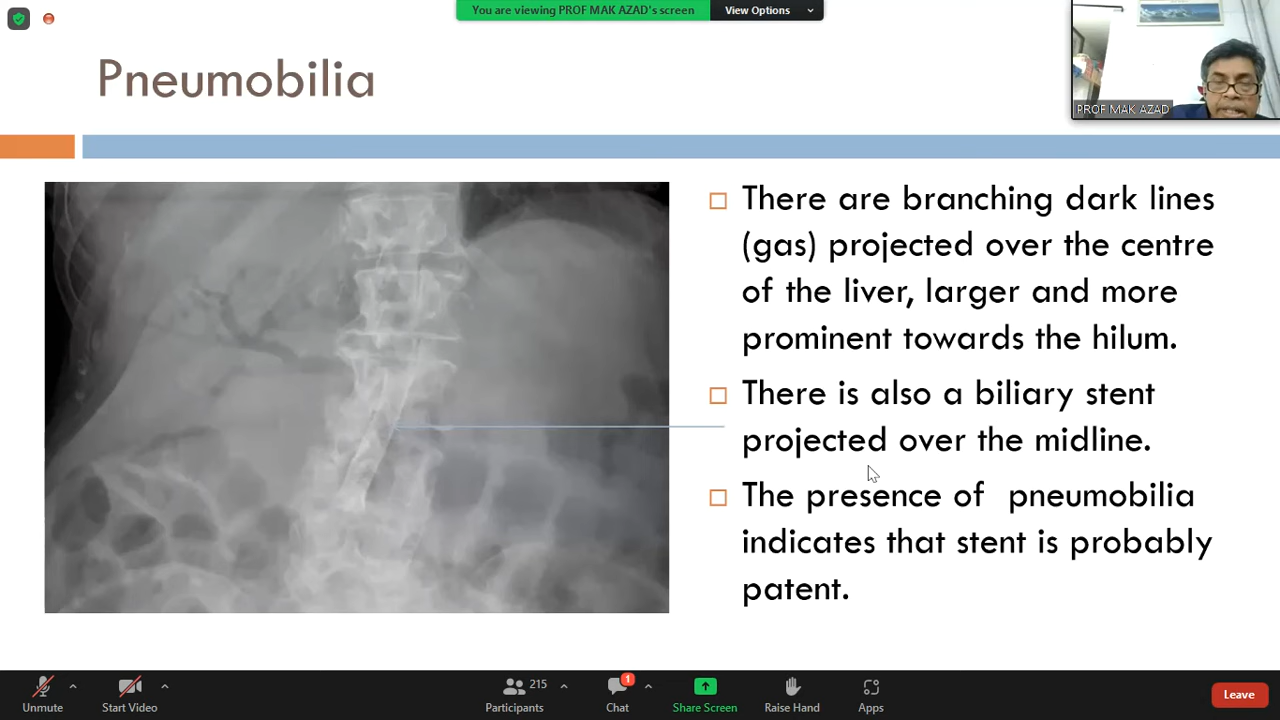 You are viewing PROF MAK AZAD's screen
View Options
Pneumobilia
PROF MAK AZAD
There are branching dark lines
(gas) projected over the centre
of the liver, larger and more
prominent towards the hilum.
There is also a biliary stent
projected over the midline.
The presence of pneumobilia
indicates that stent is probably
patent.
Unmute
Start Video
215
Participants
1
Chat
Share Screen
Raise Hand
Apps
Leave